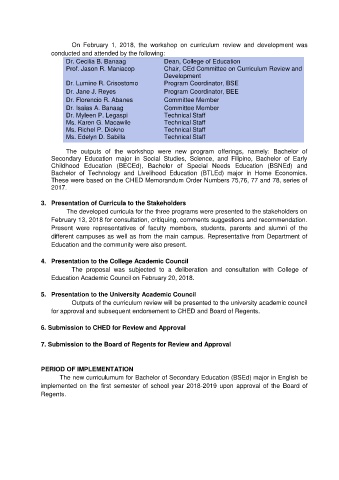 On February 1, 2018, the workshop on curriculum review and development was
conducted and attended by the following:
Dr. Cecilia B. Banaag Dean, College of Education
Prof. Jason R. Maniacop Chair, CEd Committee on Curriculum Review and
Development
Dr. Lumine R. Crisostomo Program Coordinator, BSE
Dr. Jane J. Reyes Program Coordinator, BEE
Dr. Florencio R. Abanes Committee Member
Dr. Isaias A. Banaag Committee Member
Dr. Myleen P. Legaspi Technical Staff
Ms. Karen G. Macawile Technical Staff
Ms. Richel P. Diokno Technical Staff
Ms. Edelyn D. Sabilla Technical Staff
The outputs of the workshop were new program offerings, namely: Bachelor of
Secondary Education major in Social Studies, Science, and Filipino, Bachelor of Early
Childhood Education (BECEd), Bachelor of Special Needs Education (BSNEd) and
Bachelor of Technology and Livelihood Education (BTLEd) major in Home Economics.
These were based on the CHED Memorandum Order Numbers 75,76, 77 and 78, series of
2017.
3. Presentation of Curricula to the Stakeholders
The developed curricula for the three programs were presented to the stakeholders on
February 13, 2018 for consultation, critiquing, comments suggestions and recommendation.
Present were representatives of faculty members, students, parents and alumni of the
different campuses as well as from the main campus. Representative from Department of
Education and the community were also present.
4. Presentation to the College Academic Council
The proposal was subjected to a deliberation and consultation with College of
Education Academic Council on February 20, 2018.
5. Presentation to the University Academic Council
Outputs of the curriculum review will be presented to the university academic council
for approval and subsequent endorsement to CHED and Board of Regents.
6. Submission to CHED for Review and Approval
7. Submission to the Board of Regents for Review and Approval
PERIOD OF IMPLEMENTATION
The new curriculumum for Bachelor of Secondary Education (BSEd) major in English be
implemented on the first semester of school year 2018-2019 upon approval of the Board of
Regents.